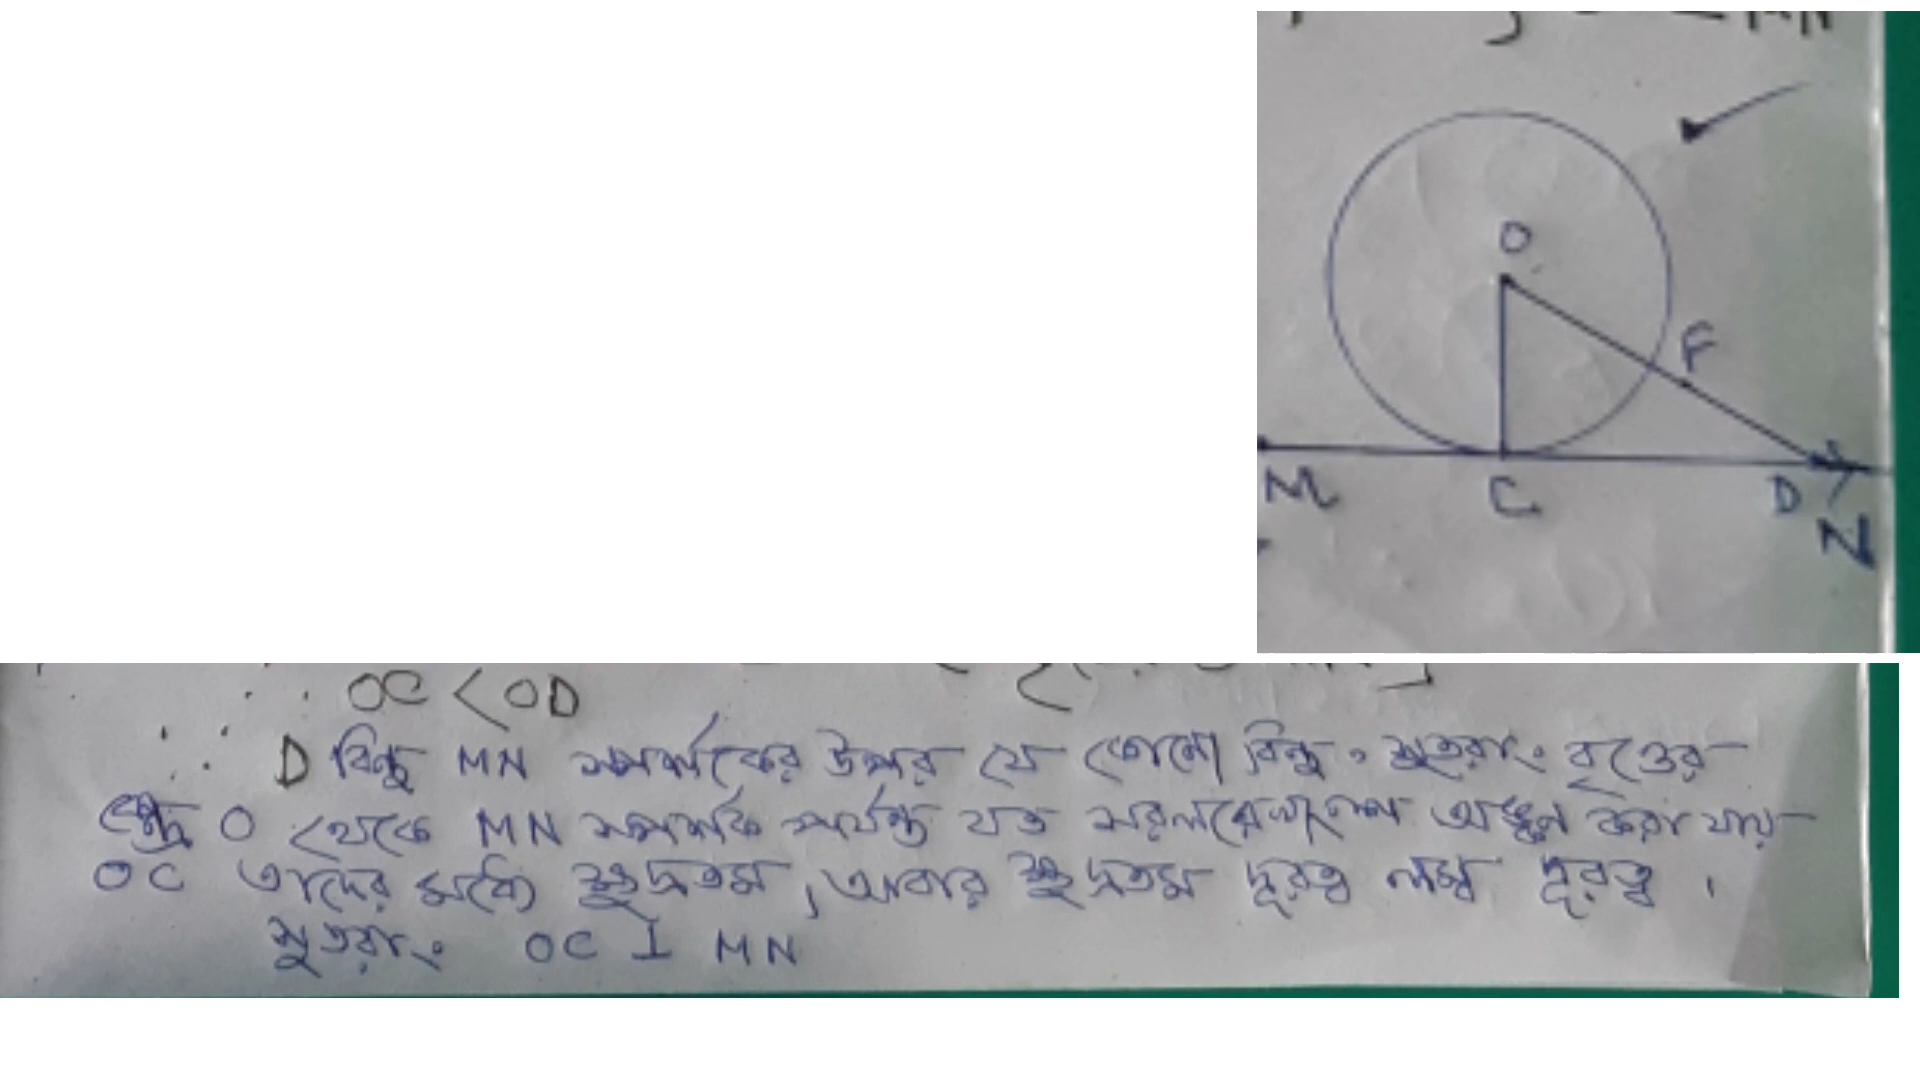 O
F
M
C
D
N
∴ OC < OD
∴ D বিন্দু MN স্পর্শকের উপর যে কোনো বিন্দু। সুতরাং বৃত্তের
কেন্দ্র O থেকে MN স্পর্শক পর্যন্ত যত সরলরেখাংশ অঙ্কন করা যায়
OC তাদের মধ্যে ক্ষুদ্রতম, আবার ক্ষুদ্রতম দূরত্ব লম্ব দূরত্ব।
সুতরাং OC ⊥ MN